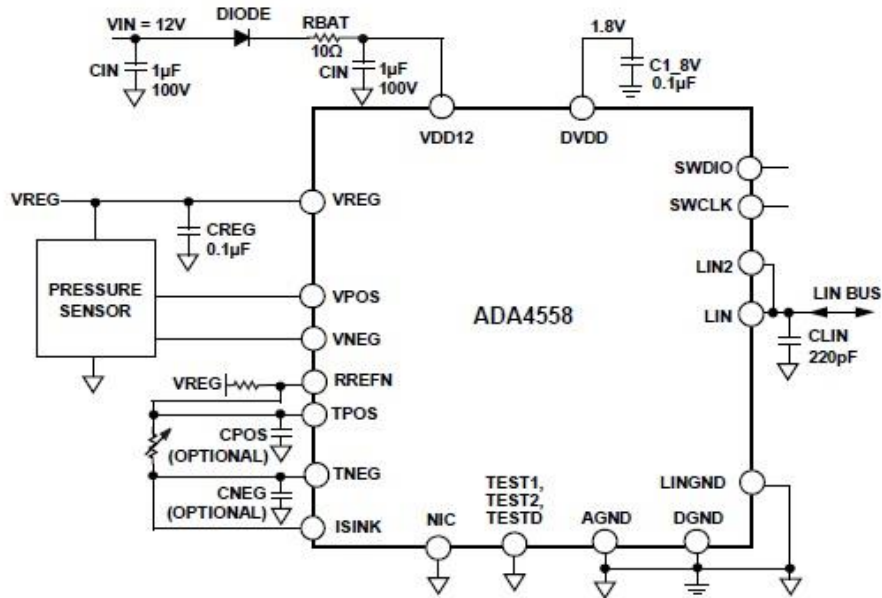 DIODE
VIN = 12V
RBAT
10Ω
CIN
1µF
100V
CIN
1µF
100V
1.8V
C1_8V
0.1µF
VDD12
DVDD
SWDIO
SWCLK
VREG
VREG
CREG
0.1µF
LIN2
LIN BUS
LIN
CLIN
220pF
PRESSURE
SENSOR
VPOS
VNEG
ADA4558
VREG
RREFN
TPOS
CPOS
(OPTIONAL)
TNEG
CNEG
(OPTIONAL)
ISINK
NIC
TEST1,
TEST2,
TESTD
AGND
DGND
LINGND